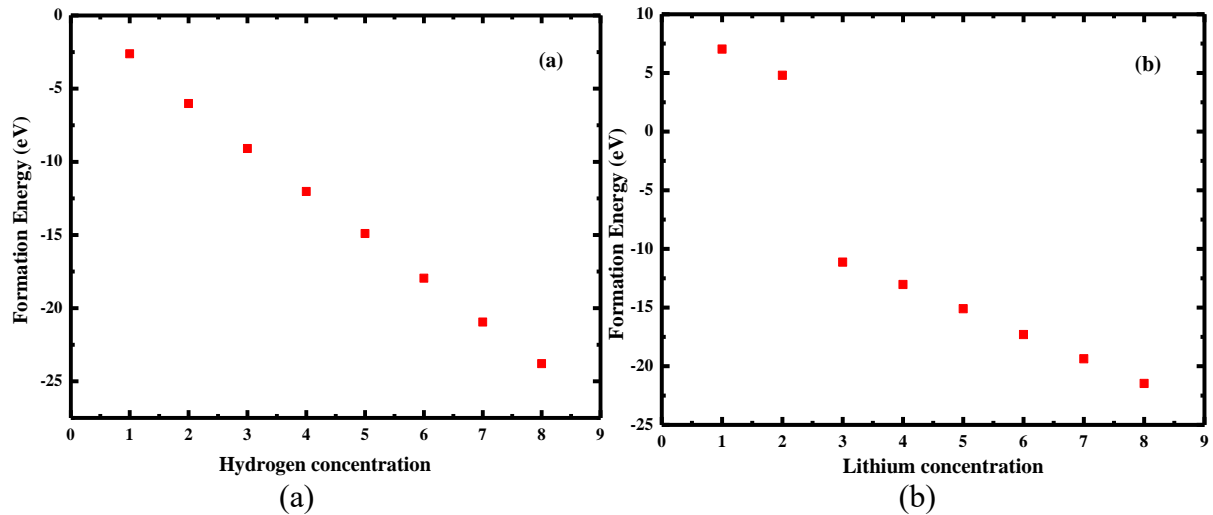 0
-5
-10
-15
-20
-25
Formation Energy (eV)
(a)
0 1 2 3 4 5 6 7 8 9
Hydrogen concentration
(a)
10
5
0
-5
-10
-15
-20
-25
Formation Energy (eV)
(b)
0 1 2 3 4 5 6 7 8 9
Lithium concentration
(b)